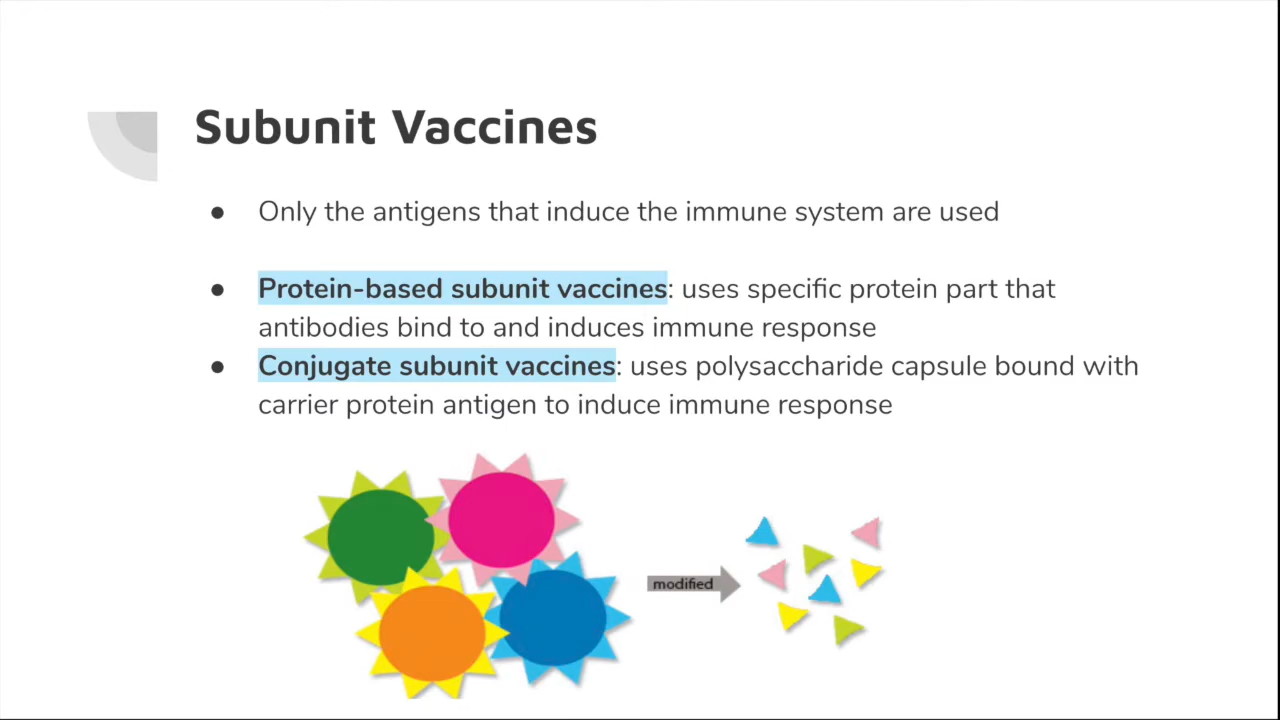 Subunit Vaccines
● Only the antigens that induce the immune system are used
● Protein-based subunit vaccines: uses specific protein part that
antibodies bind to and induces immune response
● Conjugate subunit vaccines: uses polysaccharide capsule bound with
carrier protein antigen to induce immune response
modified